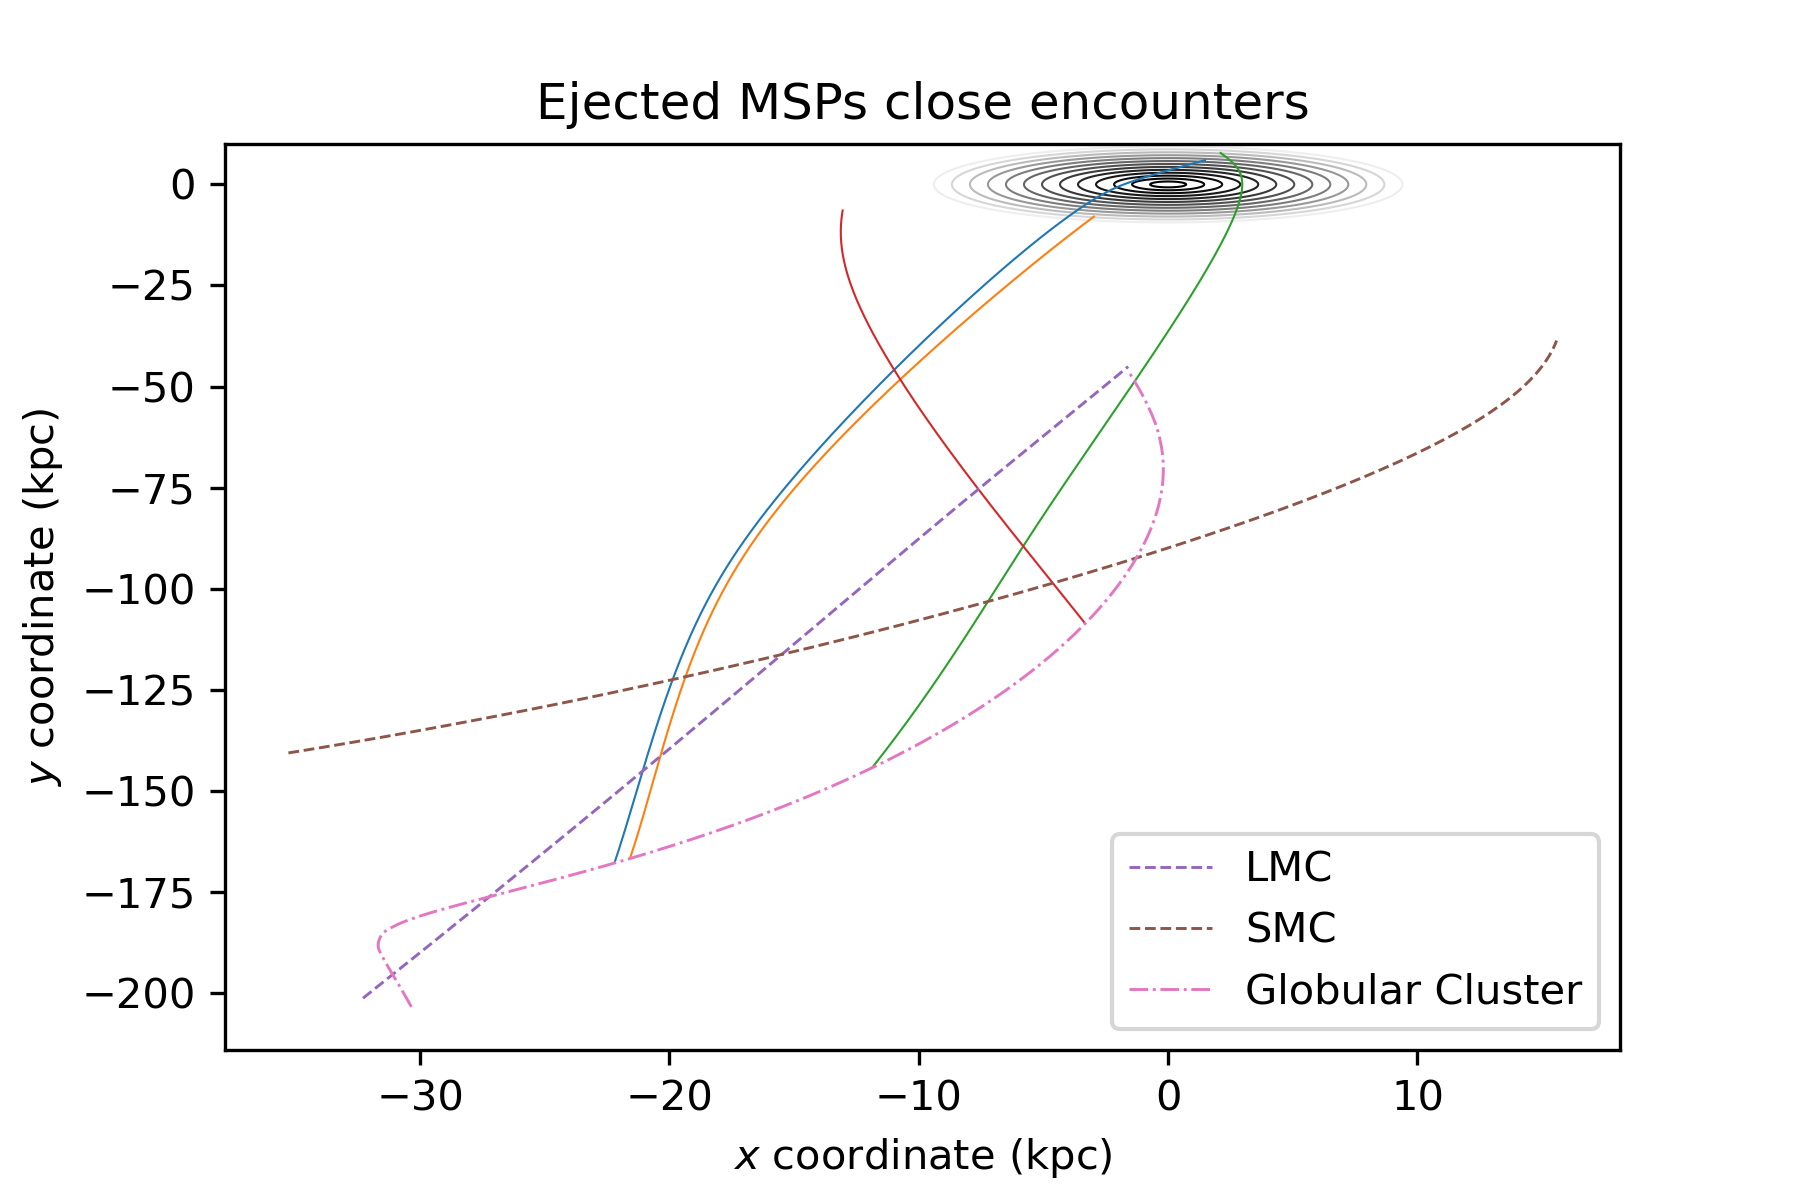 Ejected MSPs close encounters
0
−25
−50
−75
−100
−125
−150
−175
−200
y coordinate (kpc)
LMC
SMC
Globular Cluster
−30 −20 −10 0 10
x coordinate (kpc)